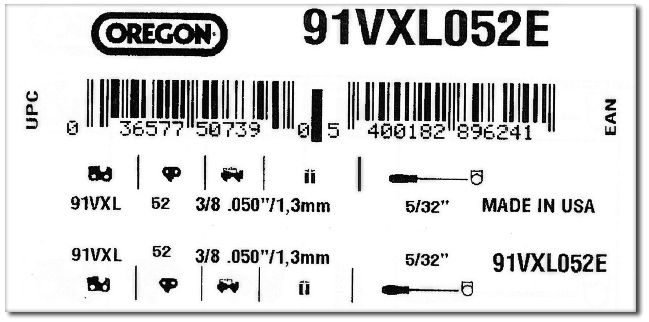 OREGON 91VXL052E
UPC
0 36577 50739 0 5 400182 896241
EAN
91VXL 52 3/8 .050"/1,3mm 5/32" MADE IN USA
91VXL 52 3/8 .050"/1,3mm 5/32" 91VXL052E